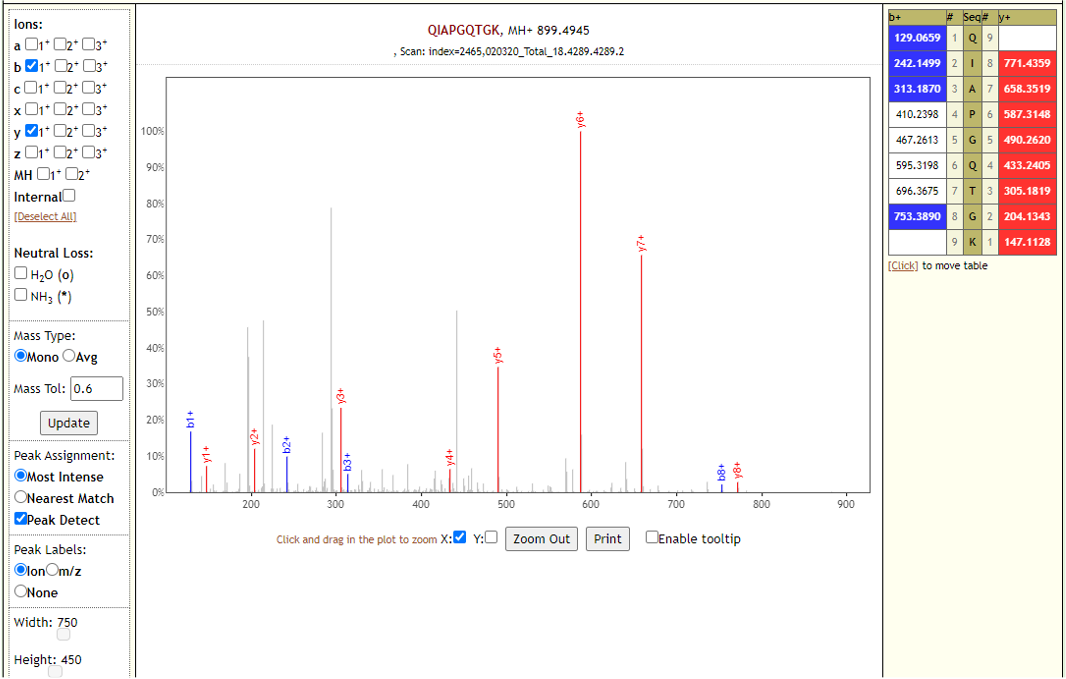 Ions:
a 1+ 2+ 3+
b 1+ 2+ 3+
c 1+ 2+ 3+
x 1+ 2+ 3+
y 1+ 2+ 3+
z 1+ 2+ 3+
MH 1+ 2+
Internal
[Deselect All]
Neutral Loss:
H2O (o)
NH3 (*)
Mass Type:
Mono Avg
Mass Tol: 0.6
Update
Peak Assignment:
Most Intense
Nearest Match
Peak Detect
Peak Labels:
Ion m/z
None
Width: 750
Height: 450
QIAPGQTGK, MH+ 899.4945
, Scan: index=2465,020320_Total_18.4289.4289.2
100%
90%
80%
70%
60%
50%
40%
30%
20%
10%
0%
b1+
y1+
y2+
b2+
y3+
b3+
y4+
y5+
y6+
y7+
b8+
y8+
200 300 400 500 600 700 800 900
Click and drag in the plot to zoom X: Y: Zoom Out Print Enable tooltip
b+ # Seq # y+
129.0659 1 Q 9
242.1499 2 I 8 771.4359
313.1870 3 A 7 658.3519
410.2398 4 P 6 587.3148
467.2613 5 G 5 490.2620
595.3198 6 Q 4 433.2405
696.3675 7 T 3 305.1819
753.3890 8 G 2 204.1343
9 K 1 147.1128
[Click] to move table